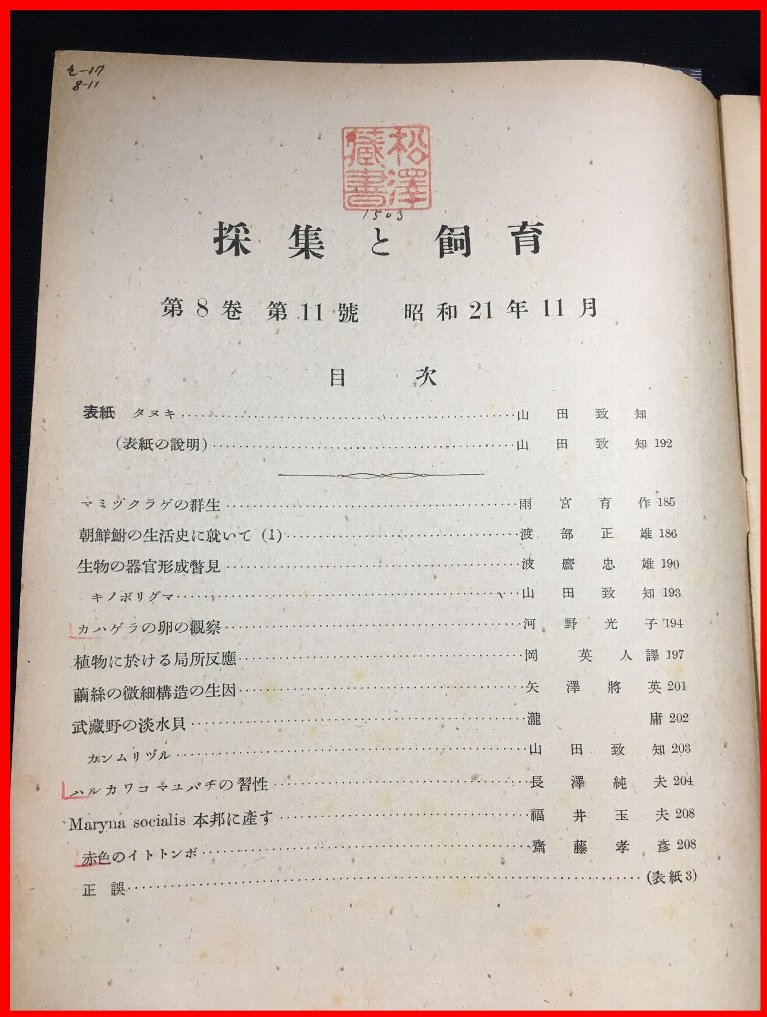 セ-17
8-11
松澤
藏書
1503
採集と飼育
第8卷 第11號 昭和21年11月
目次
表紙 タヌキ……山田致知
(表紙の説明)……山田致知 192
マミヅクラゲの群生……雨宮育作 185
朝鮮鮒の生活史に就いて (1)……渡部正雄 186
生物の器官形成瞥見……波磨忠雄 190
キノボリグマ……山田致知 193
カハゲラの卵の觀察……河野光子 194
植物に於ける局所反應……岡英人譯 197
繭絲の微細構造の生因……矢澤將英 201
武藏野の淡水貝……瀧庸 202
カンムリヅル……山田致知 203
ハルカワコマユバチの習性……長澤純夫 204
Maryna socialis 本邦に產す……福井玉夫 208
赤色のイトトンボ……齋藤孝彦 208
正誤……(表紙3)